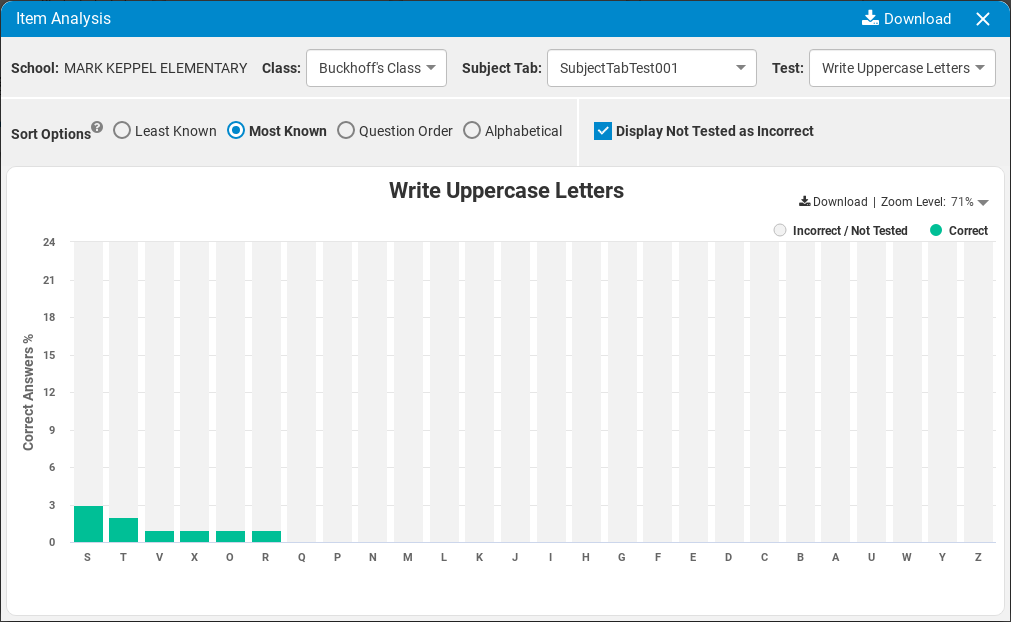 Item Analysis Download
School: MARK KEPPEL ELEMENTARY Class: Buckhoff's Class Subject Tab: SubjectTabTest001 Test: Write Uppercase Letters
Sort Options ? Least Known Most Known Question Order Alphabetical Display Not Tested as Incorrect
Write Uppercase Letters
Download | Zoom Level: 71%
Incorrect / Not Tested Correct
Correct Answers %
24
21
18
15
12
9
6
3
0
S T V X O R Q P N M L K J I H G F E D C B A U W Y Z